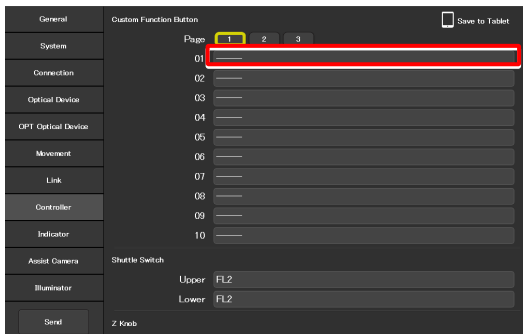 General
System
Connection
Optical Device
OPT Optical Device
Movement
Link
Controller
Indicator
Assist Camera
Illuminator
Send
Custom Function Button
Save to Tablet
Page 1 2 3
01 ——
02 ——
03 ——
04 ——
05 ——
06 ——
07 ——
08 ——
09 ——
10 ——
Shuttle Switch
Upper FL2
Lower FL2
Z Knob